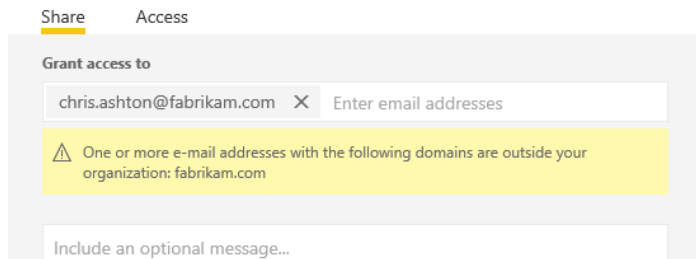 Share Access
Grant access to
chris.ashton@fabrikam.com Enter email addresses
One or more e-mail addresses with the following domains are outside your
organization: fabrikam.com
Include an optional message...